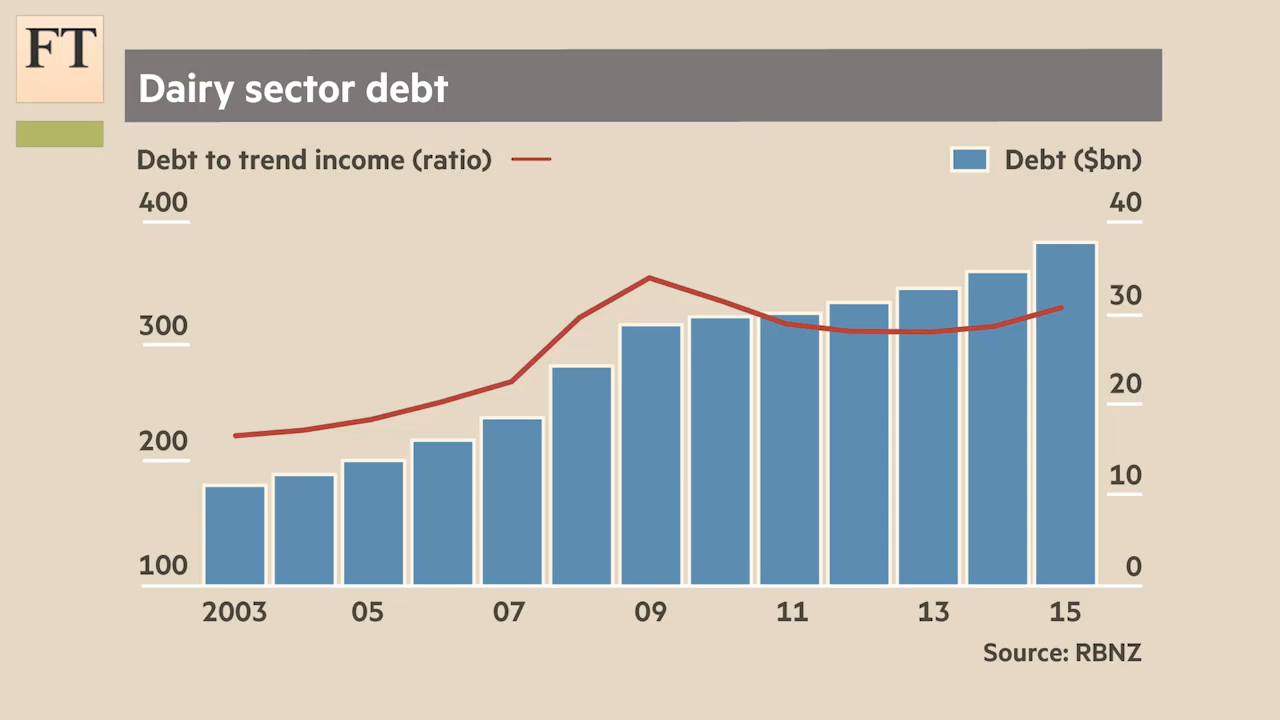 FT
Dairy sector debt
Debt to trend income (ratio)
Debt ($bn)
400
300
200
100
40
30
20
10
0
2003 05 07 09 11 13 15
Source: RBNZ